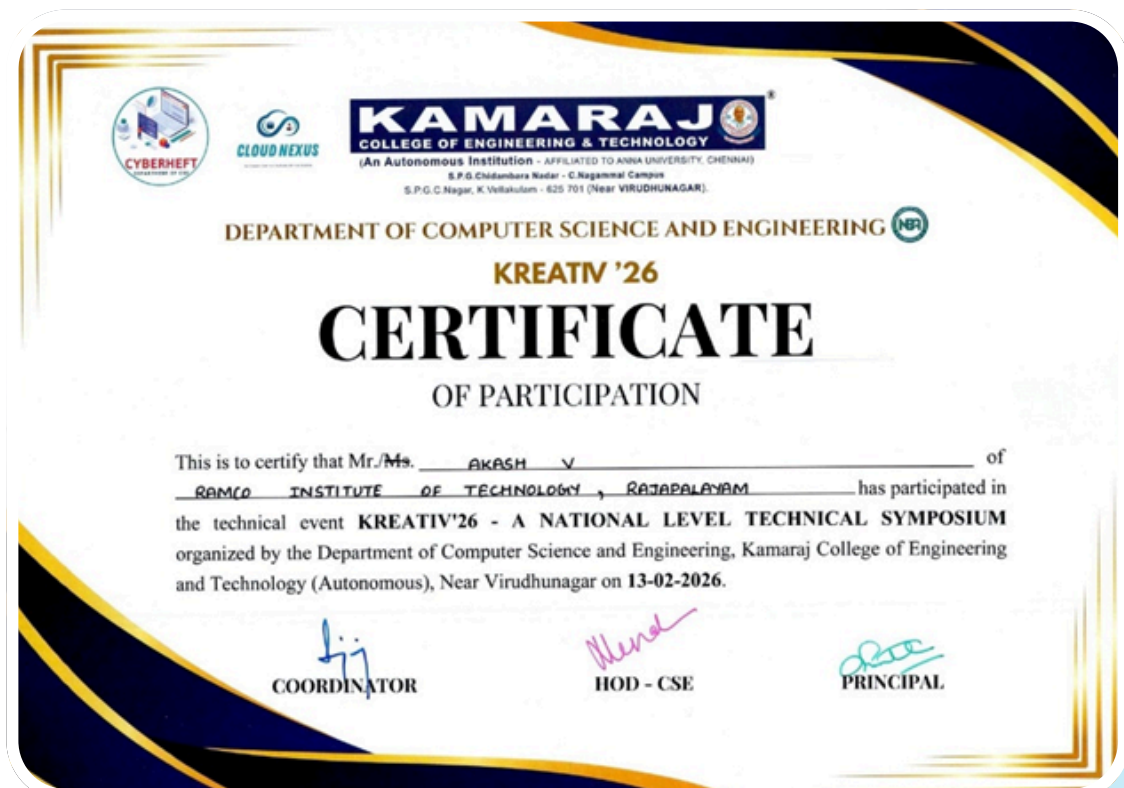 CYBERHEFT
DEPARTMENT OF CSE
CLOUD NEXUS
KAMARAJ
COLLEGE OF ENGINEERING & TECHNOLOGY
®
(An Autonomous Institution - AFFILIATED TO ANNA UNIVERSITY, CHENNAI)
S.P.G.Chidambara Nadar - C.Nagammal Campus
S.P.G.C.Nagar, K.Vellakulam - 625 701 (Near VIRUDHUNAGAR).
DEPARTMENT OF COMPUTER SCIENCE AND ENGINEERING NBA
KREATIV '26
CERTIFICATE
OF PARTICIPATION
This is to certify that Mr./Ms. AKASH V of
RAMCO INSTITUTE OF TECHNOLOGY , RAJAPALAYAM has participated in
the technical event KREATIV'26 - A NATIONAL LEVEL TECHNICAL SYMPOSIUM
organized by the Department of Computer Science and Engineering, Kamaraj College of Engineering
and Technology (Autonomous), Near Virudhunagar on 13-02-2026.
COORDINATOR
HOD - CSE
PRINCIPAL